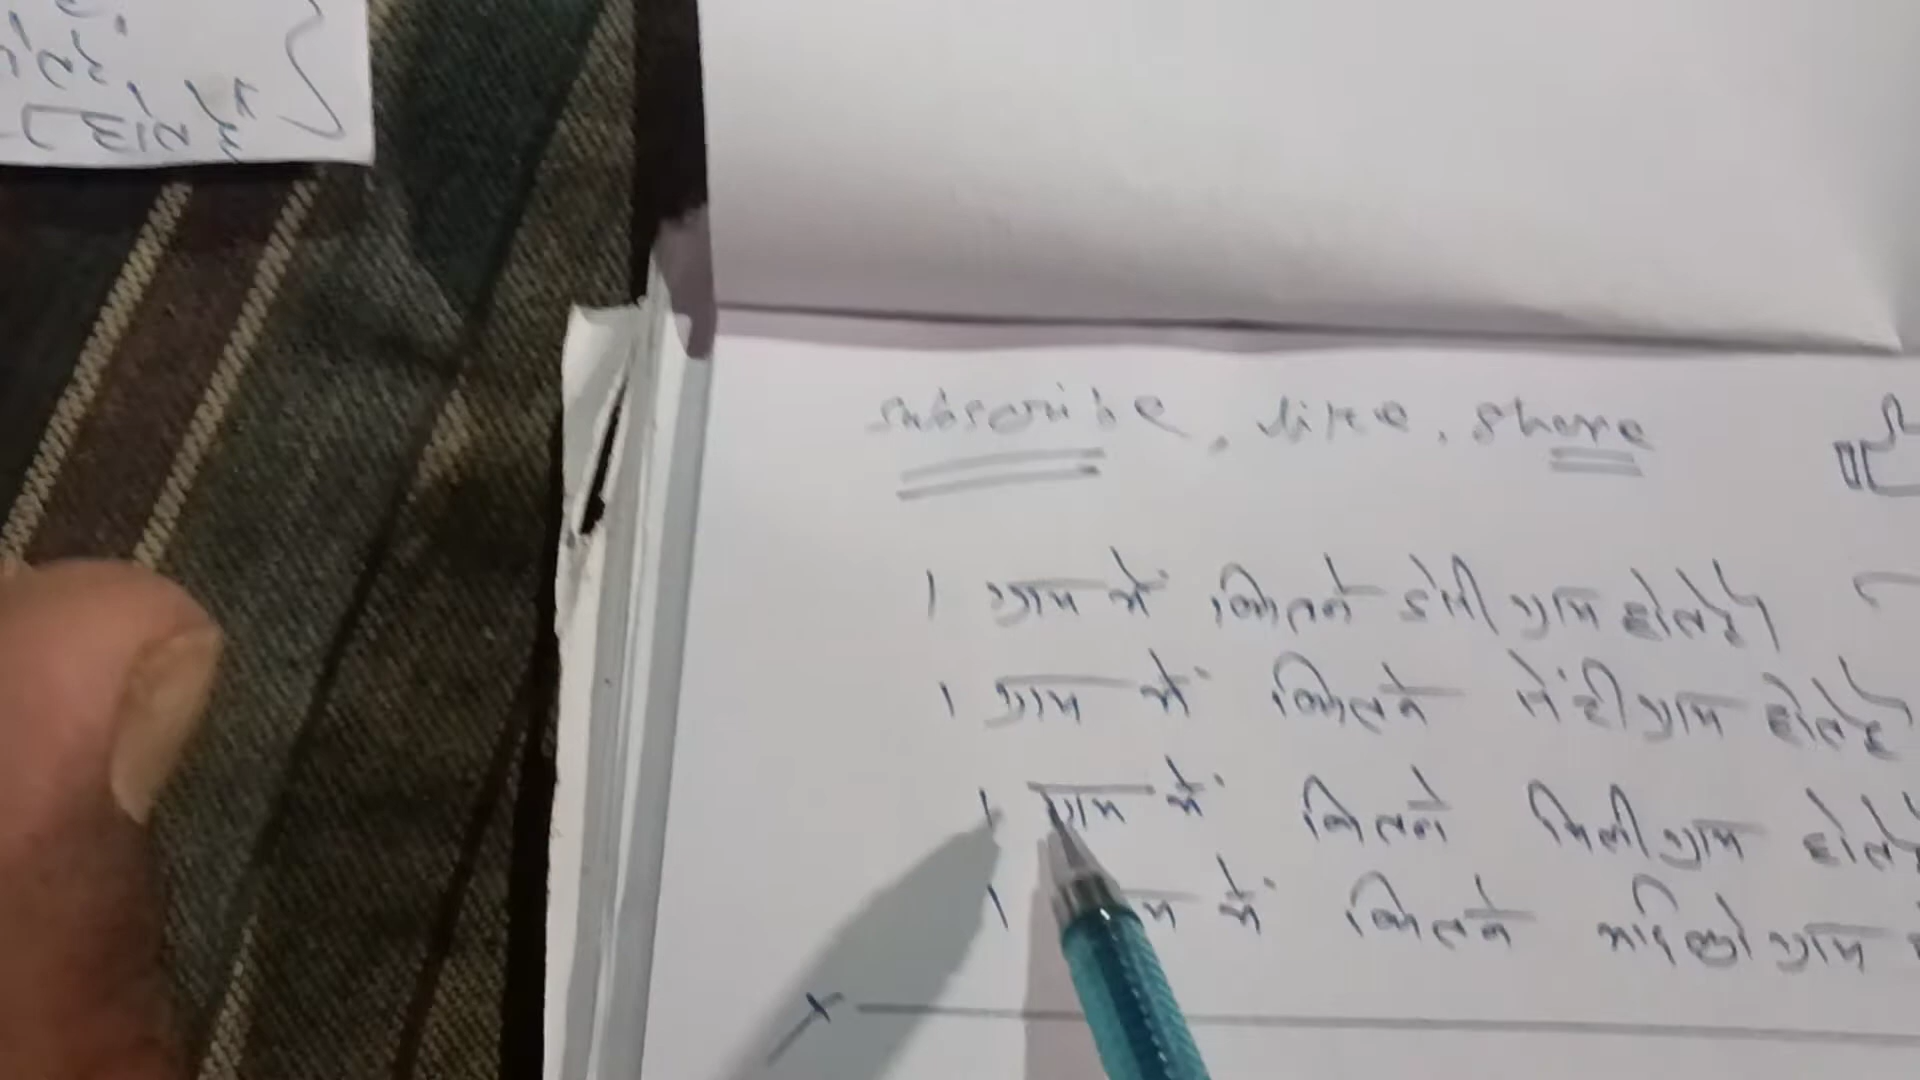 subscribe, like, share
1 ग्राम में कितने डेसी ग्राम होते है
1 ग्राम में कितने सेंटी ग्राम होते है
1 ग्राम में कितने मिली ग्राम होते
1 में कितने माइक्रो ग्राम